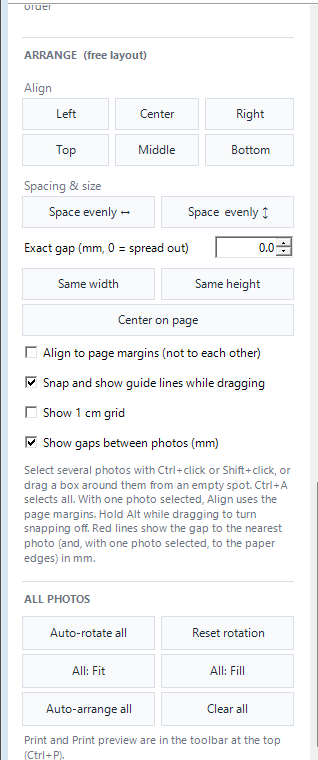 order
ARRANGE (free layout)
Align
Left Center Right
Top Middle Bottom
Spacing & size
Space evenly ↔ Space evenly ↕
Exact gap (mm, 0 = spread out) 0.0
Same width Same height
Center on page
Align to page margins (not to each other)
Snap and show guide lines while dragging
Show 1 cm grid
Show gaps between photos (mm)
Select several photos with Ctrl+click or Shift+click, or
drag a box around them from an empty spot. Ctrl+A
selects all. With one photo selected, Align uses the
page margins. Hold Alt while dragging to turn
snapping off. Red lines show the gap to the nearest
photo (and, with one photo selected, to the paper
edges) in mm.
ALL PHOTOS
Auto-rotate all Reset rotation
All: Fit All: Fill
Auto-arrange all Clear all
Print and Print preview are in the toolbar at the top
(Ctrl+P).